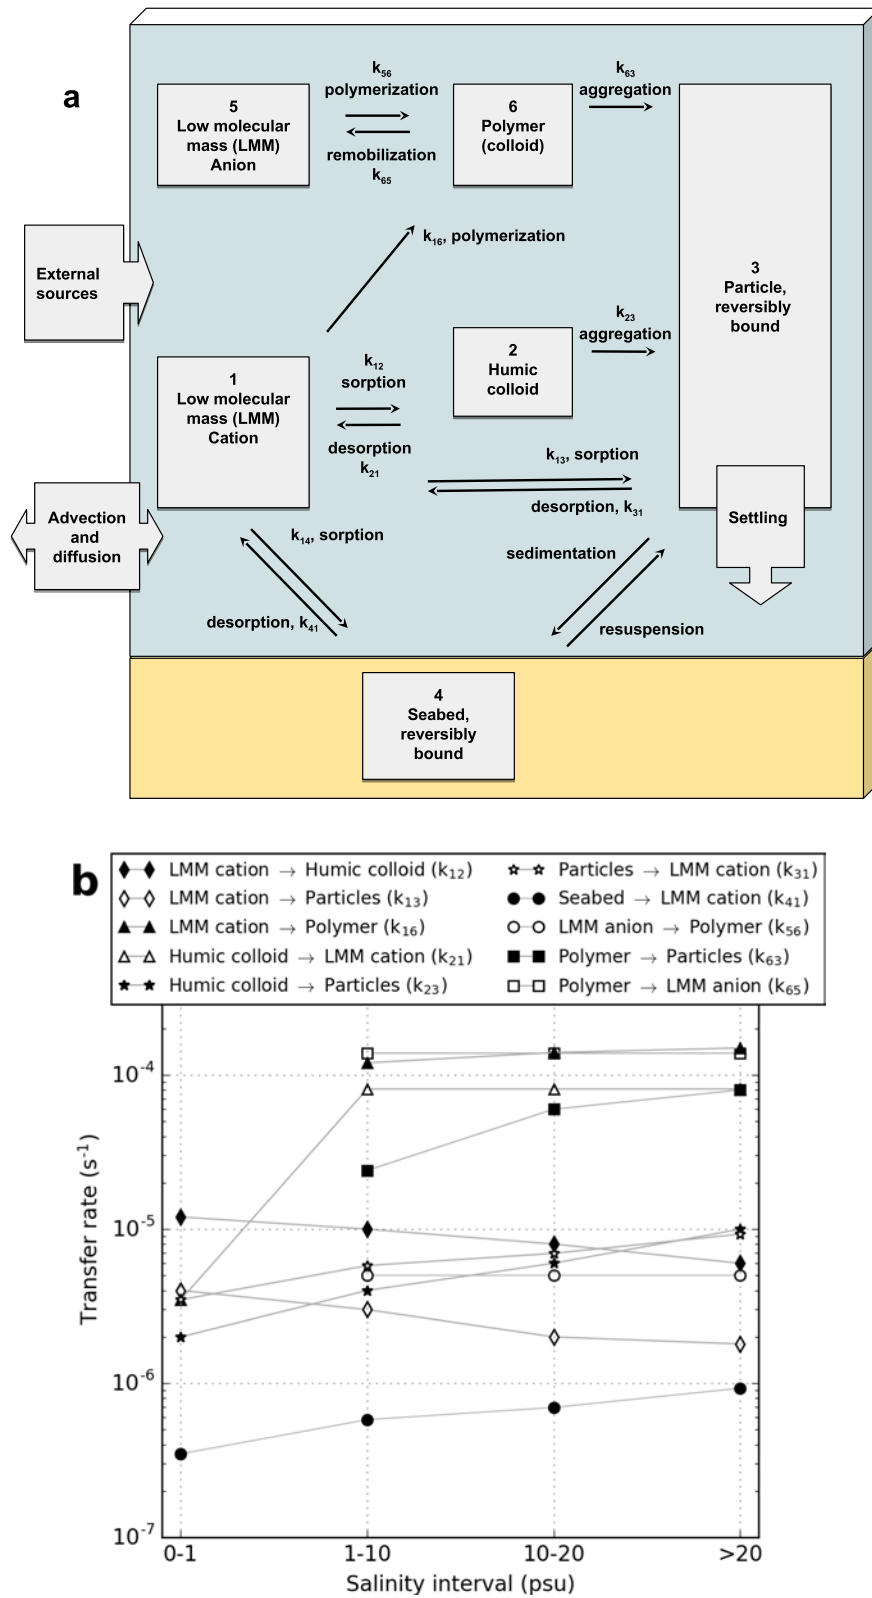 a
5
Low molecular
mass (LMM)
Anion
k56
polymerization
remobilization
k65
6
Polymer
(colloid)
k63
aggregation
3
Particle,
reversibly
bound
External
sources
k16, polymerization
1
Low molecular
mass (LMM)
Cation
k12
sorption
desorption
k21
2
Humic
colloid
k23
aggregation
k13, sorption
desorption, k31
Settling
Advection
and
diffusion
k14, sorption
desorption, k41
sedimentation
resuspension
4
Seabed,
reversibly
bound
b
LMM cation → Humic colloid (k12)
LMM cation → Particles (k13)
LMM cation → Polymer (k16)
Humic colloid → LMM cation (k21)
Humic colloid → Particles (k23)
Particles → LMM cation (k31)
Seabed → LMM cation (k41)
LMM anion → Polymer (k56)
Polymer → Particles (k63)
Polymer → LMM anion (k65)
Transfer rate (s-1)
10-4
10-5
10-6
10-7
0-1 1-10 10-20 >20
Salinity interval (psu)